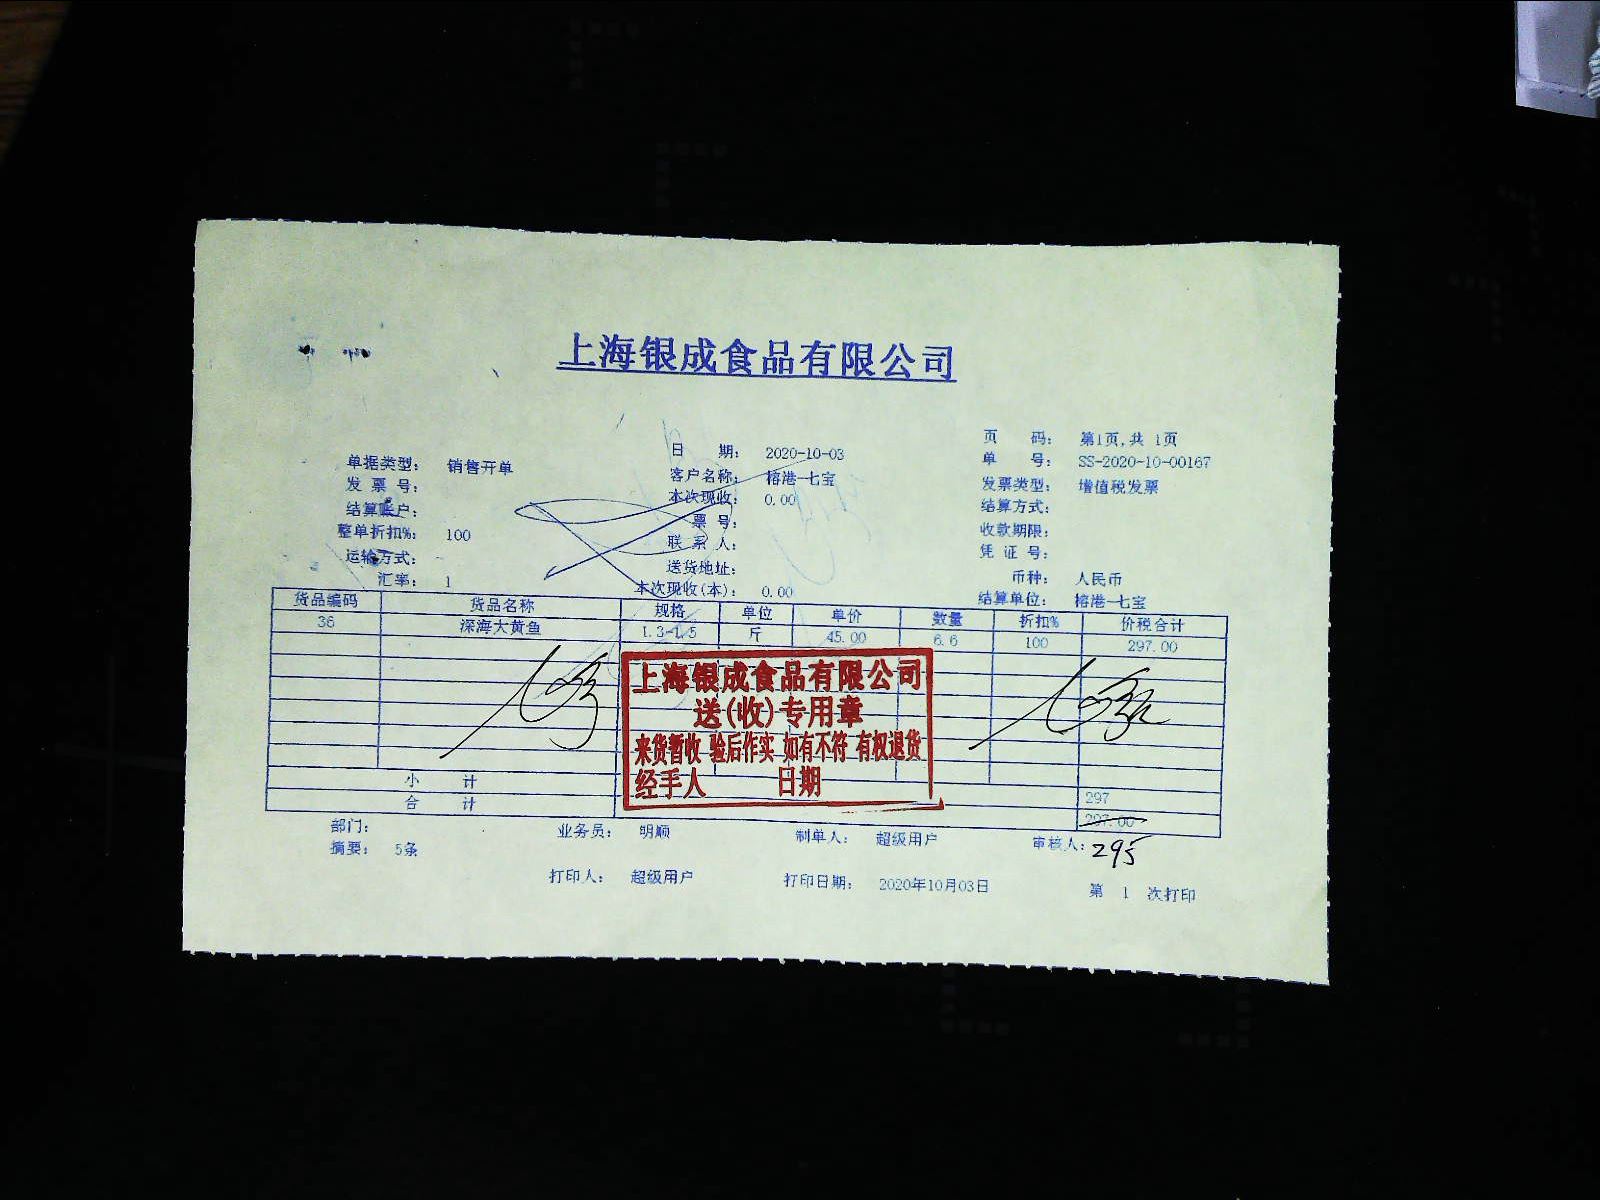 上海银成食品有限公司
页 码： 第1页,共 1页
日 期： 2020-10-03
单据类型： 销售开单
单 号： SS-2020-10-00167
客户名称： 榕港-七宝
发 票 号：
发票类型： 增值税发票
本次现收： 0.00
结算账户：
结算方式：
票 号：
整单折扣%： 100
收款期限：
联 系 人：
运输方式：
凭 证 号：
送货地址：
汇率： 1
币种： 人民币
本次现收(本)： 0.00
结算单位： 榕港-七宝
货品编码 货品名称 规格 单位 单价 数量 折扣% 价税合计
36 深海大黄鱼 1.3-1.5 斤 45.00 6.6 100 297.00
上海银成食品有限公司
送(收)专用章
来货暂收 验后作实 如有不符 有权退货
经手人 日期
小 计 297
合 计 297.00
295
部门： 业务员： 明顺 制单人： 超级用户 审核人：
摘要： 5条
打印人： 超级用户 打印日期： 2020年10月03日 第 1 次打印